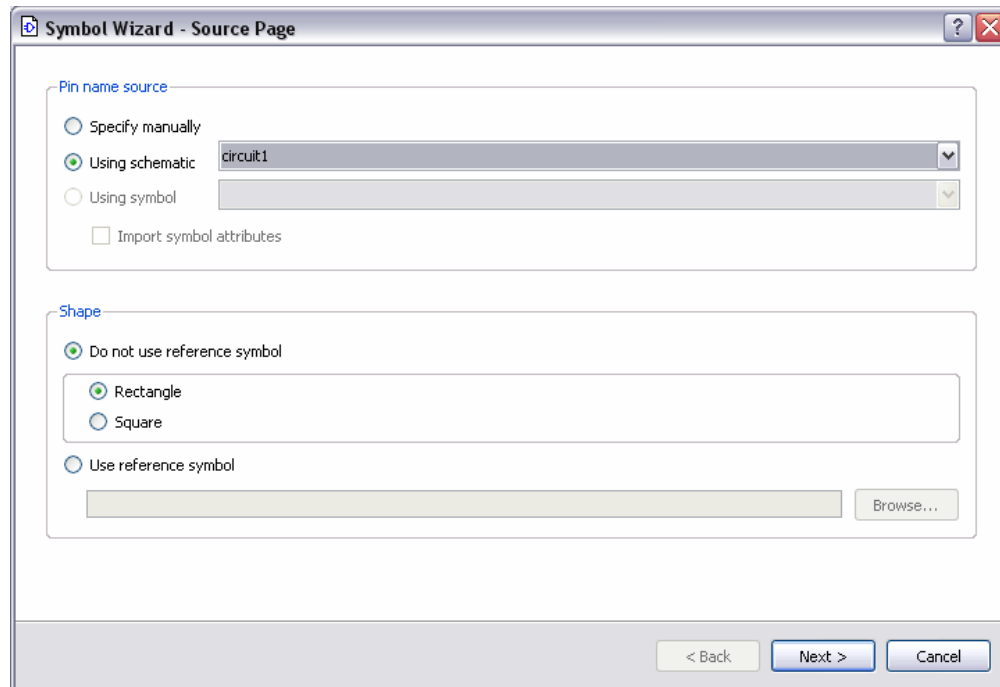 Symbol Wizard - Source Page
Pin name source
Specify manually
Using schematic
circuit1
Using symbol
Import symbol attributes
Shape
Do not use reference symbol
Rectangle
Square
Use reference symbol
Browse...
< Back
Next >
Cancel